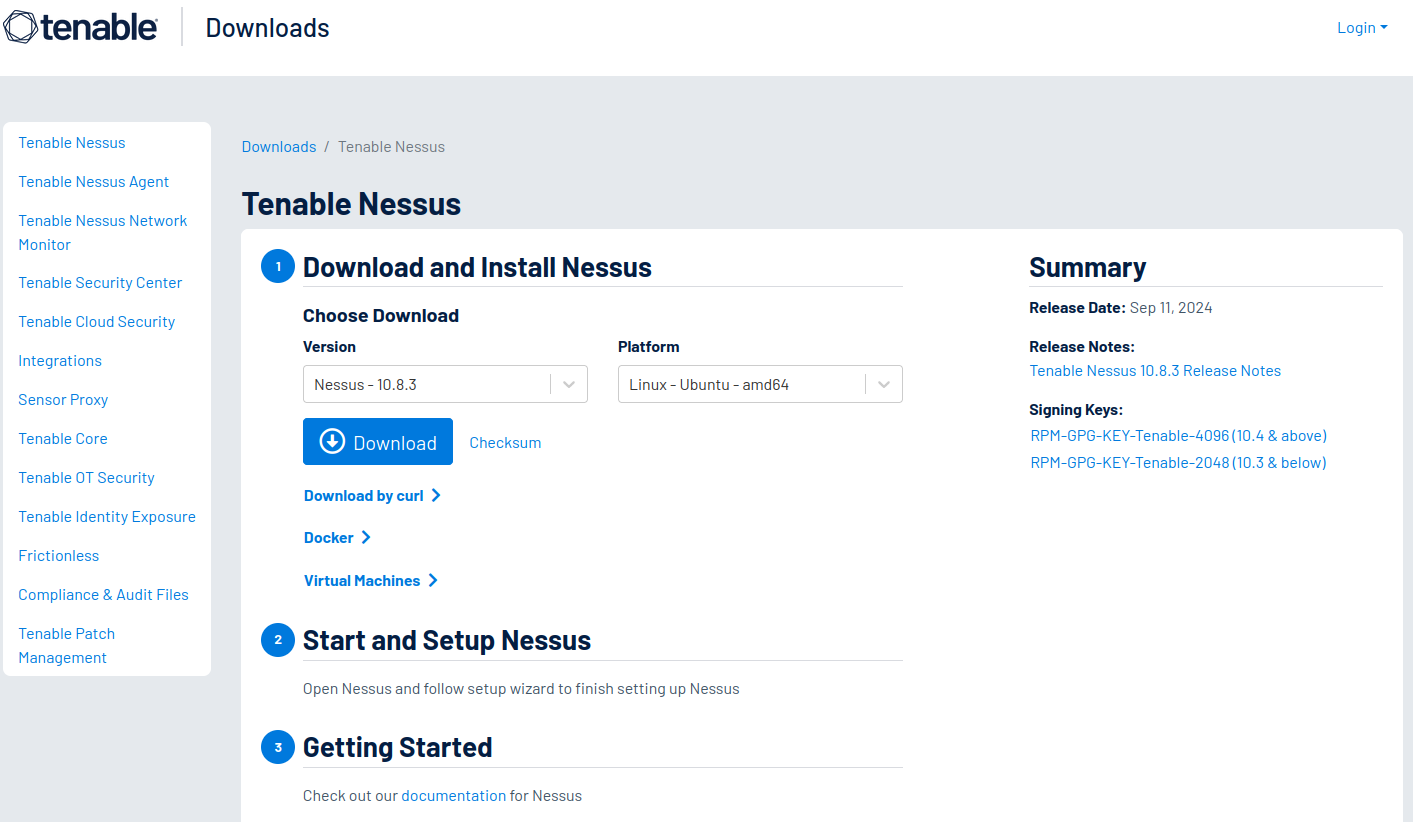 tenable
Downloads
Login
Tenable Nessus
Tenable Nessus Agent
Tenable Nessus Network
Monitor
Tenable Security Center
Tenable Cloud Security
Integrations
Sensor Proxy
Tenable Core
Tenable OT Security
Tenable Identity Exposure
Frictionless
Compliance & Audit Files
Tenable Patch
Management
Downloads / Tenable Nessus
Tenable Nessus
1 Download and Install Nessus
Choose Download
Version
Nessus - 10.8.3
Platform
Linux - Ubuntu - amd64
Download
Checksum
Download by curl
Docker
Virtual Machines
2 Start and Setup Nessus
Open Nessus and follow setup wizard to finish setting up Nessus
3 Getting Started
Check out our documentation for Nessus
Summary
Release Date: Sep 11, 2024
Release Notes:
Tenable Nessus 10.8.3 Release Notes
Signing Keys:
RPM-GPG-KEY-Tenable-4096 (10.4 & above)
RPM-GPG-KEY-Tenable-2048 (10.3 & below)